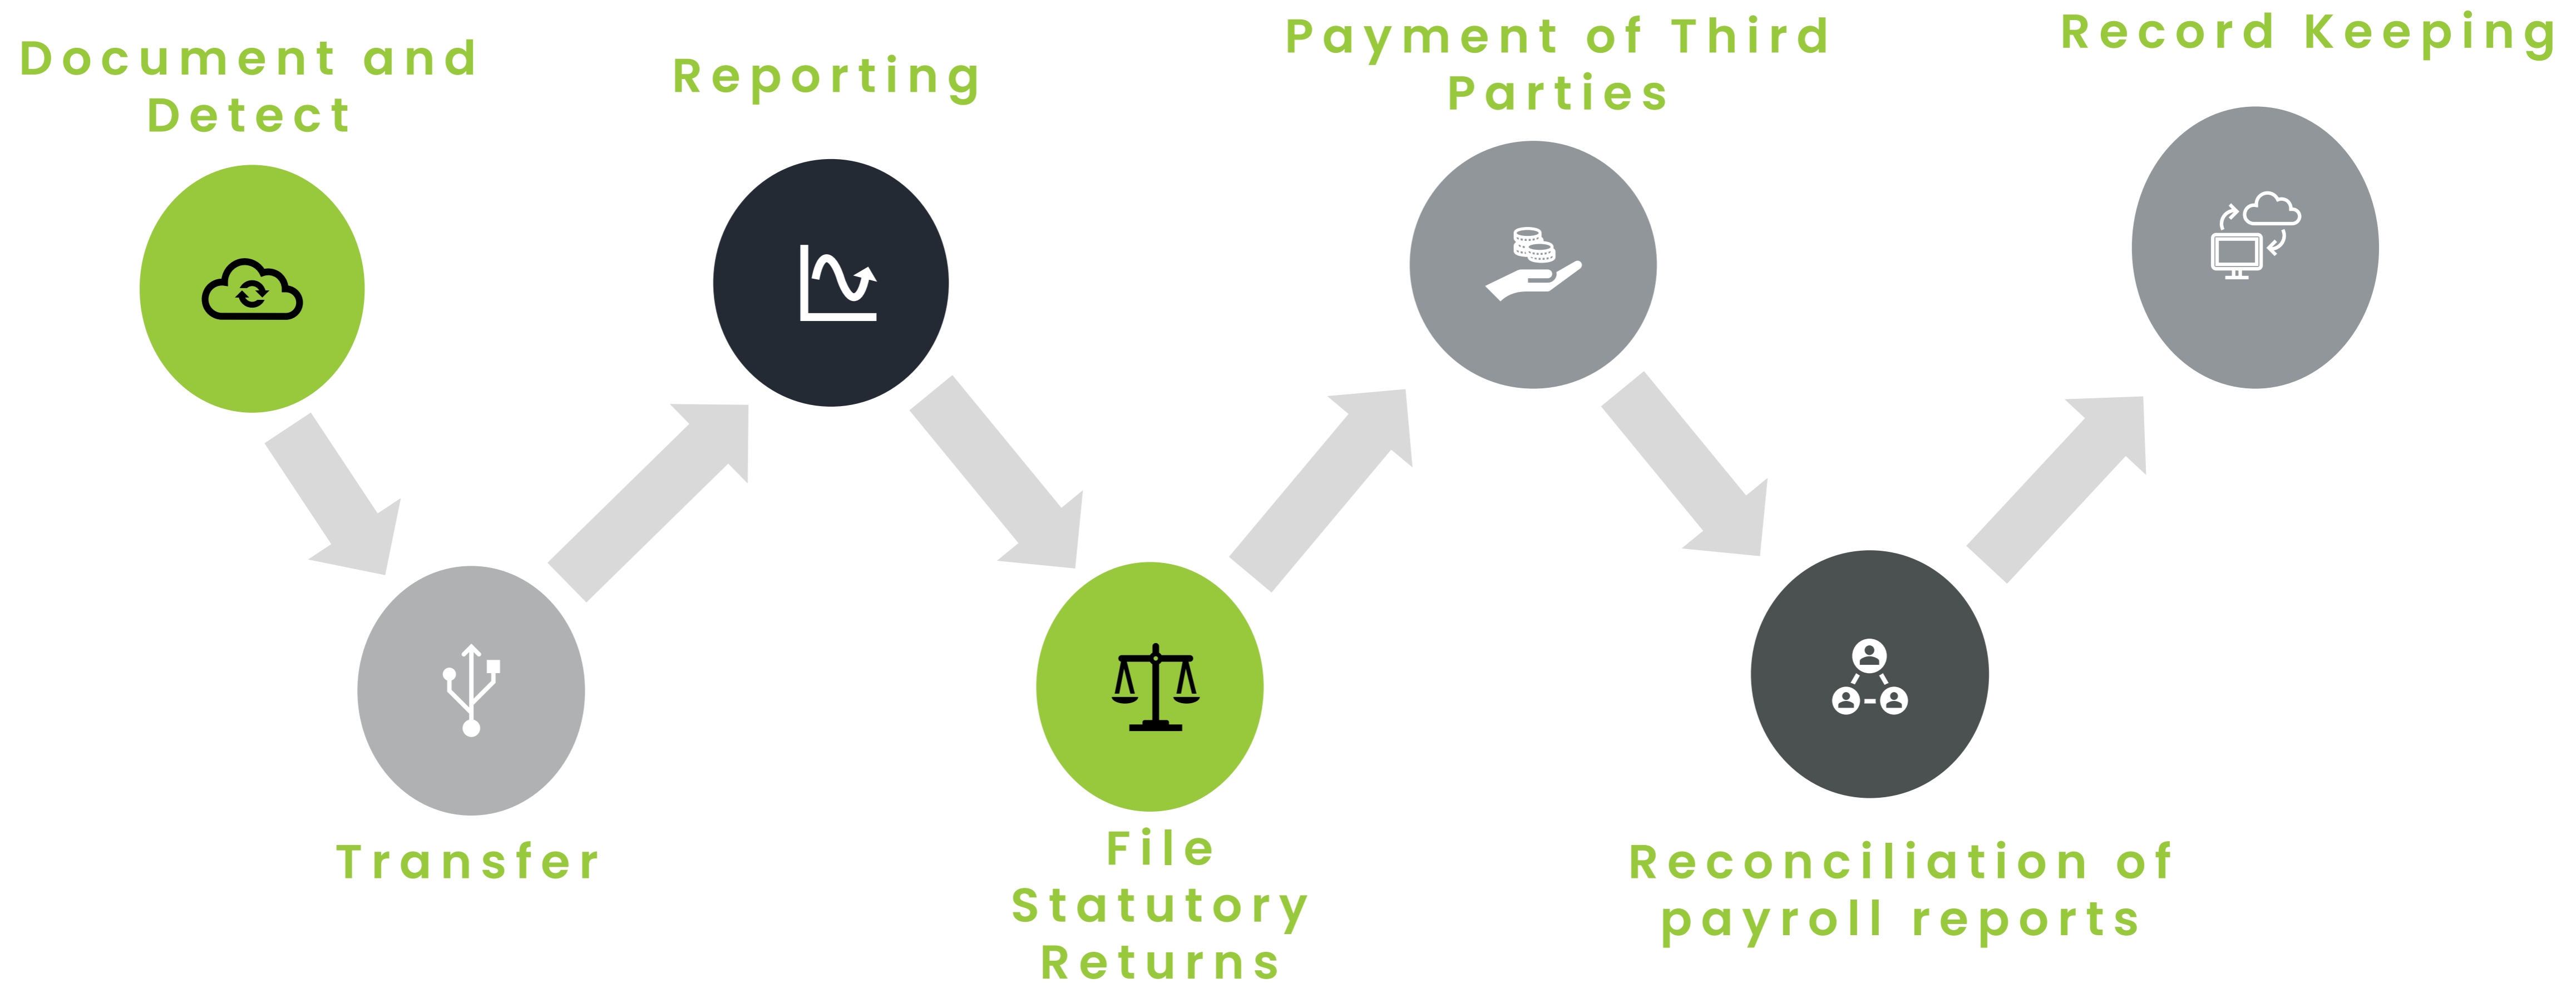 Document and
Detect
Transfer
Reporting
File
Statutory
Returns
Payment of Third
Parties
Reconciliation of
payroll reports
Record Keeping